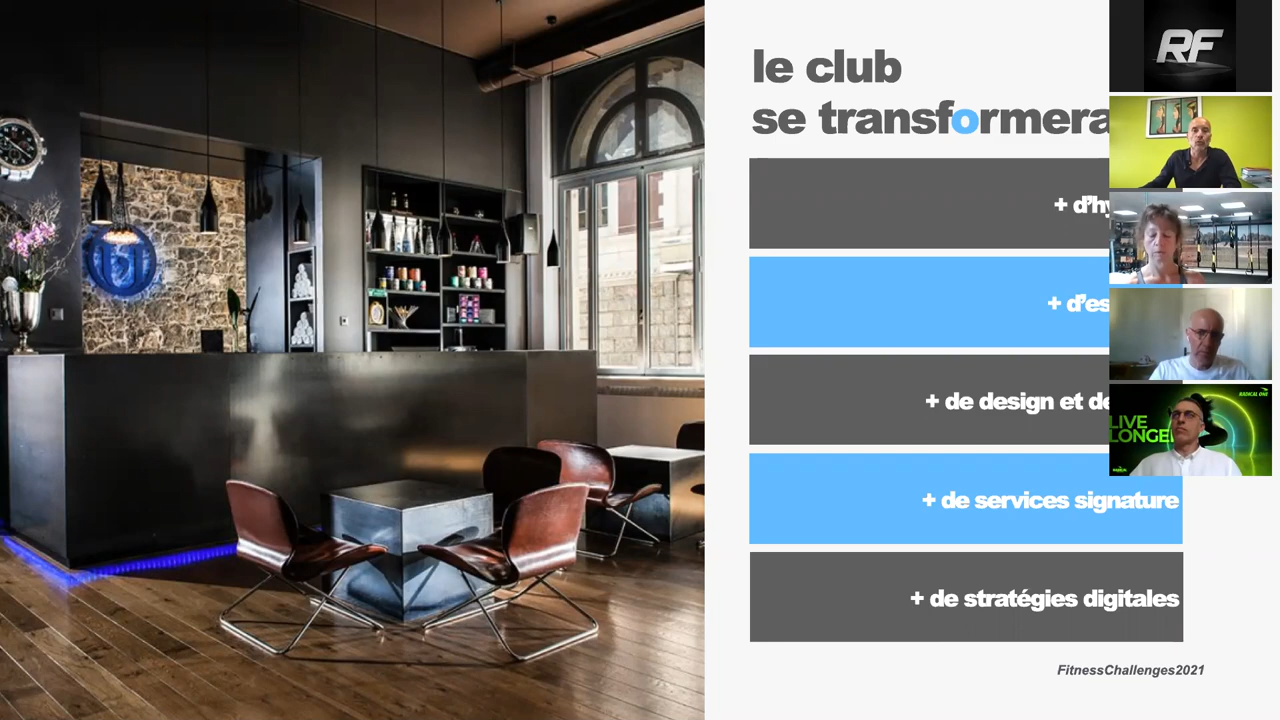 le club
se transformera
+ d'hy
+ d'es
+ de design et de
+ de services signature
+ de stratégies digitales
FitnessChallenges2021
RF
LIVE
LONGE
RADICAL ONE
U